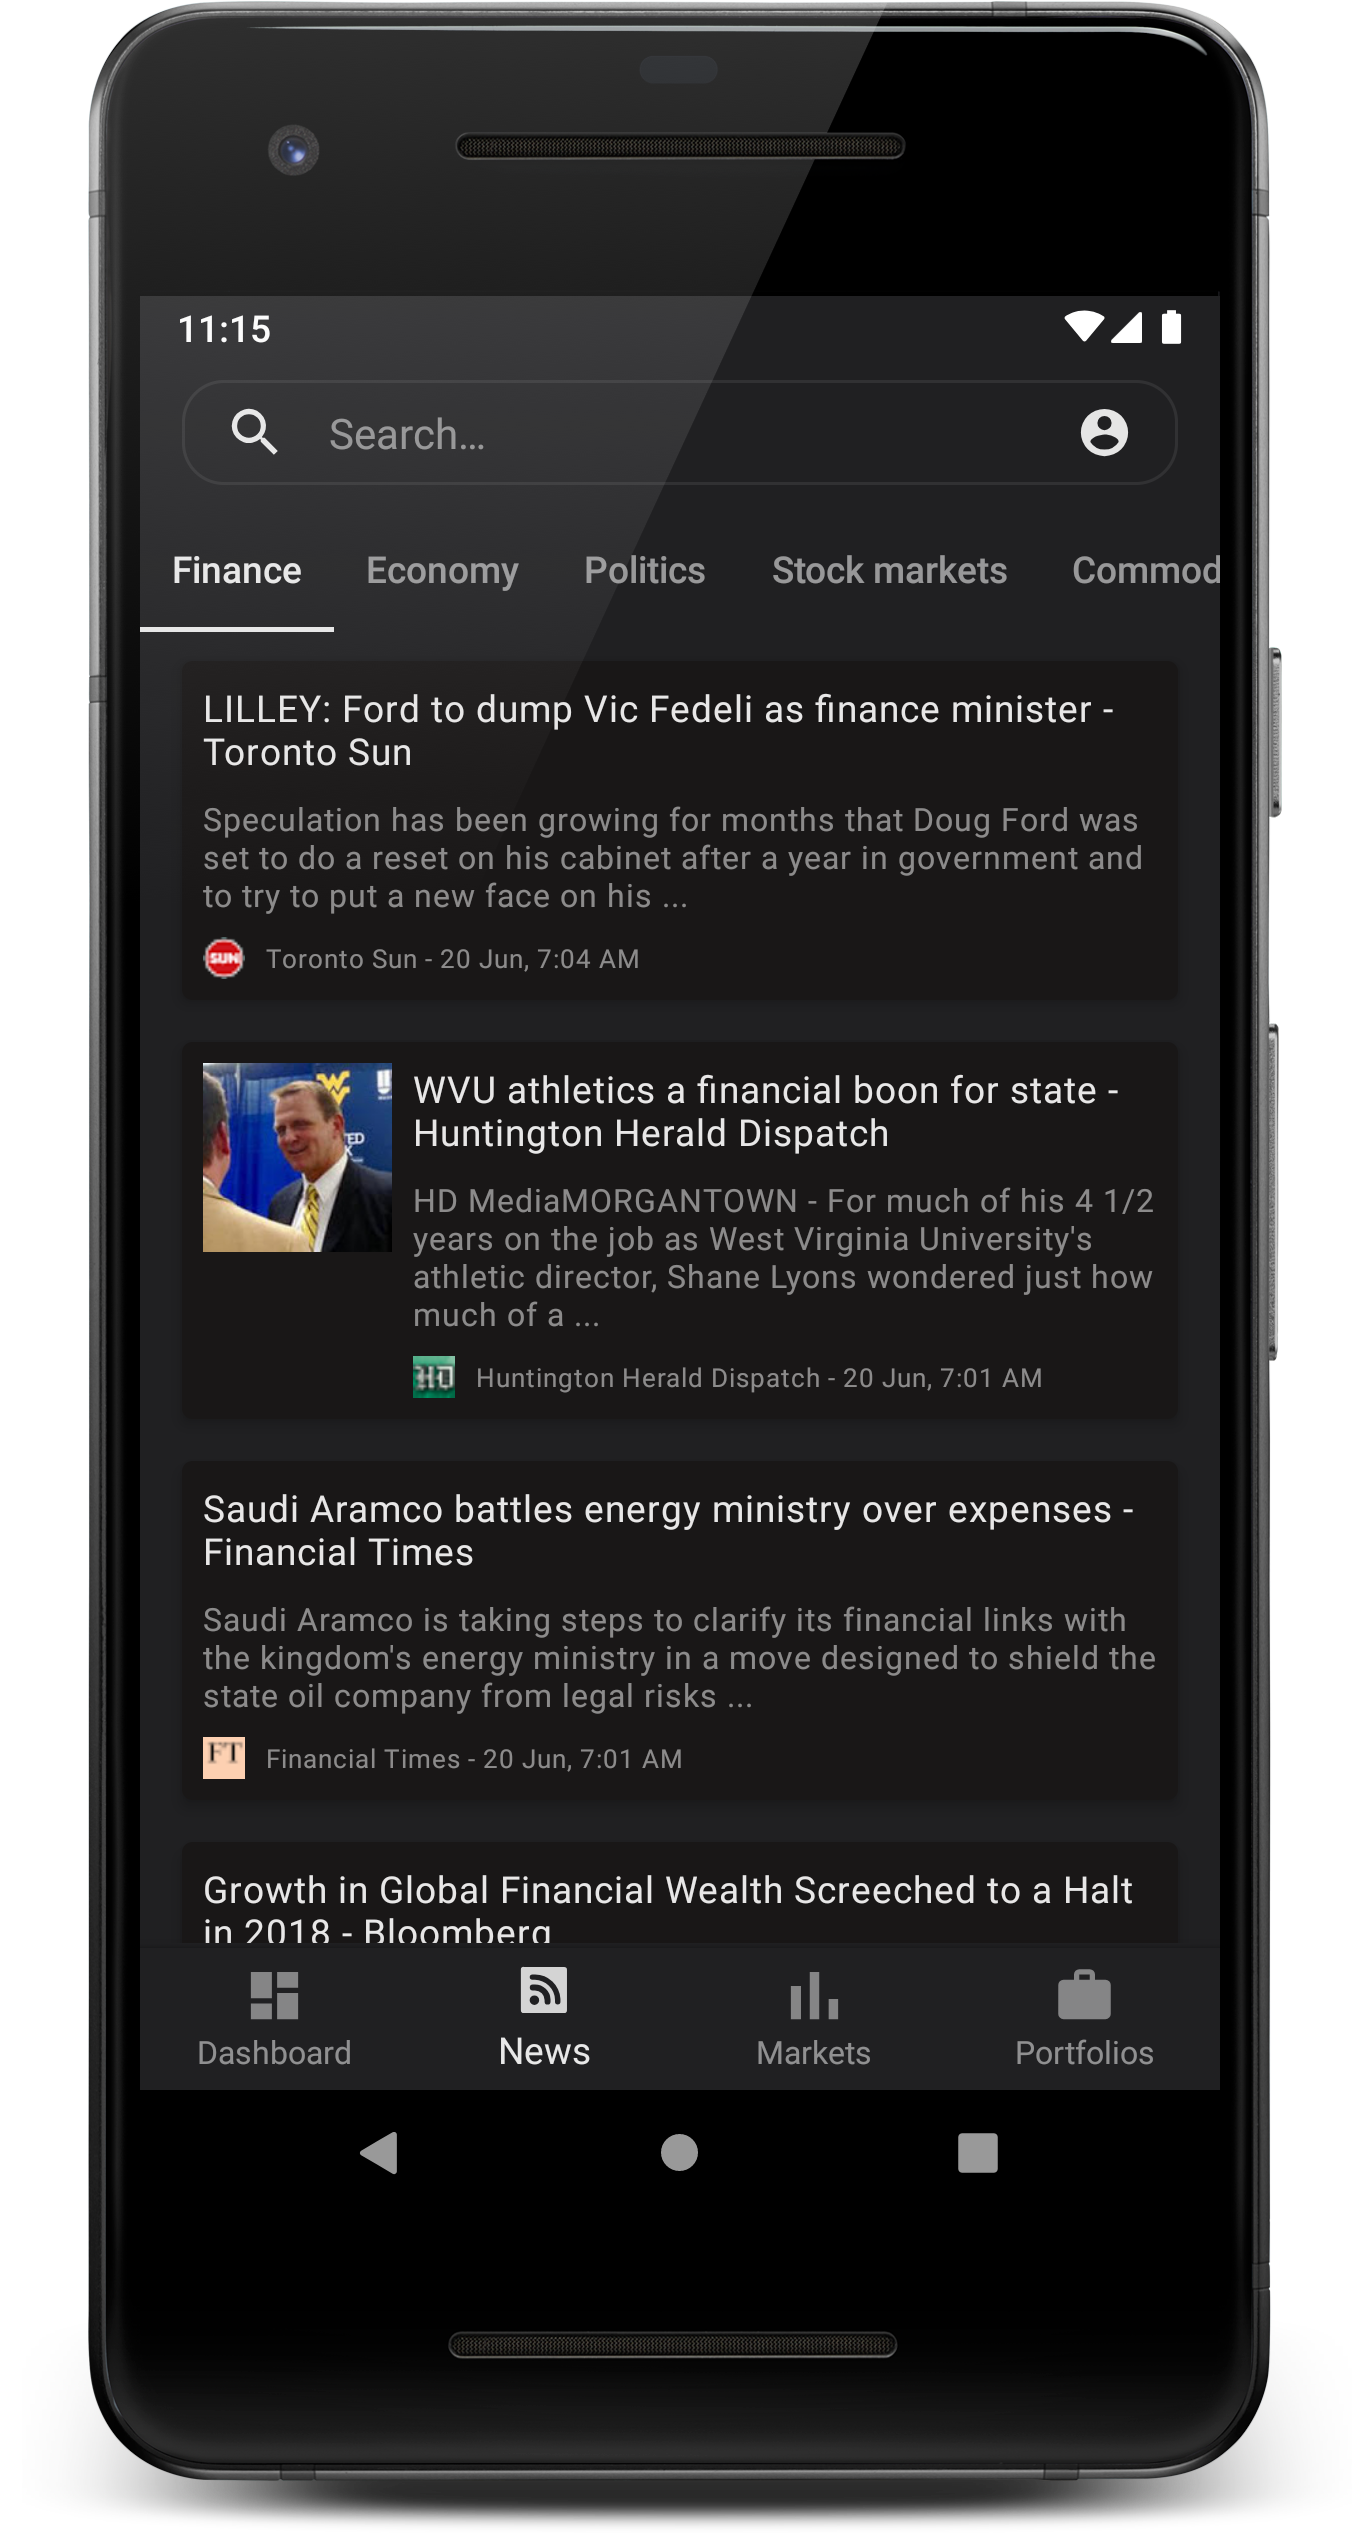 11:15
Search…
Finance Economy Politics Stock markets Commod
LILLEY: Ford to dump Vic Fedeli as finance minister -
Toronto Sun
Speculation has been growing for months that Doug Ford was
set to do a reset on his cabinet after a year in government and
to try to put a new face on his ...
SUN Toronto Sun - 20 Jun, 7:04 AM
WVU athletics a financial boon for state -
Huntington Herald Dispatch
HD MediaMORGANTOWN - For much of his 4 1/2
years on the job as West Virginia University's
athletic director, Shane Lyons wondered just how
much of a ...
HD Huntington Herald Dispatch - 20 Jun, 7:01 AM
Saudi Aramco battles energy ministry over expenses -
Financial Times
Saudi Aramco is taking steps to clarify its financial links with
the kingdom's energy ministry in a move designed to shield the
state oil company from legal risks ...
FT Financial Times - 20 Jun, 7:01 AM
Growth in Global Financial Wealth Screeched to a Halt
in 2018 - Bloomberg
Dashboard News Markets Portfolios